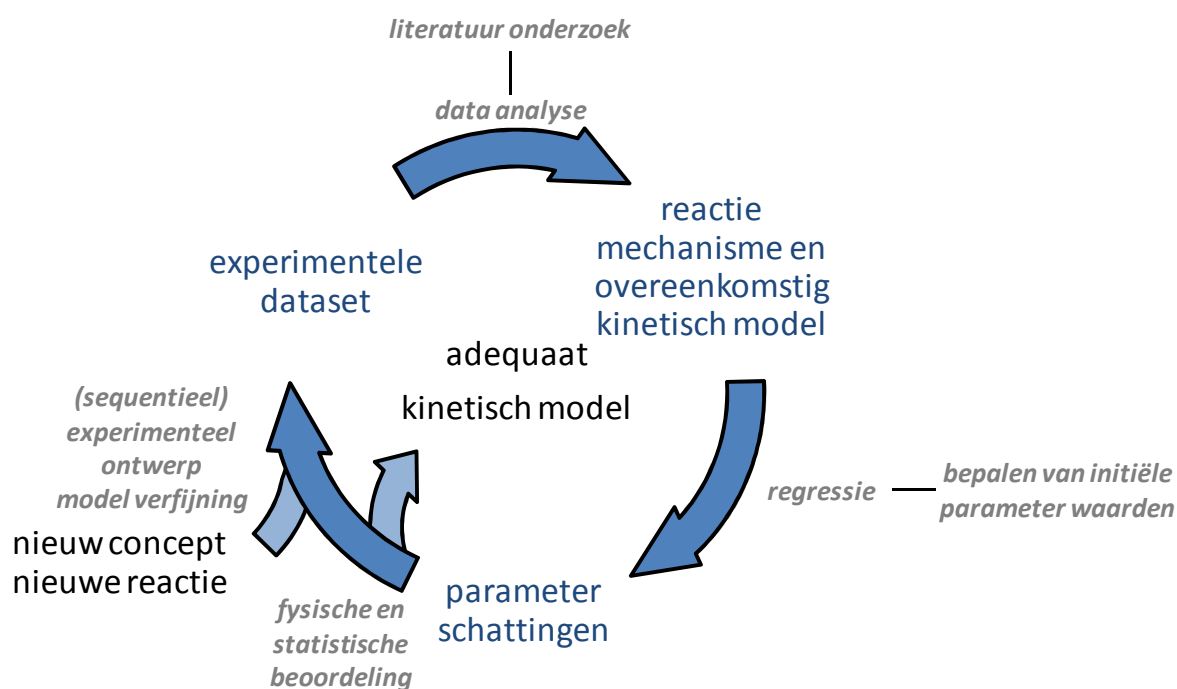 literatuur onderzoek
data analyse
reactie
mechanisme en
overeenkomstig
kinetisch model
experimentele
dataset
adequaat
kinetisch model
(sequentieel)
experimenteel
ontwerp
model verfijning
regressie
bepalen van initiële
parameter waarden
nieuw concept
nieuwe reactie
parameter
schattingen
fysische en
statistische
beoordeling